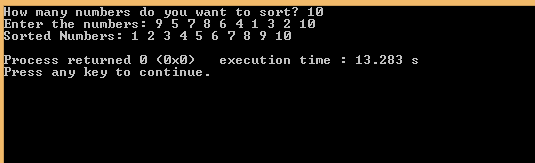 How many numbers do you want to sort? 10
Enter the numbers: 9 5 7 8 6 4 1 3 2 10
Sorted Numbers: 1 2 3 4 5 6 7 8 9 10
Process returned 0 (0x0)   execution time : 13.283 s
Press any key to continue.